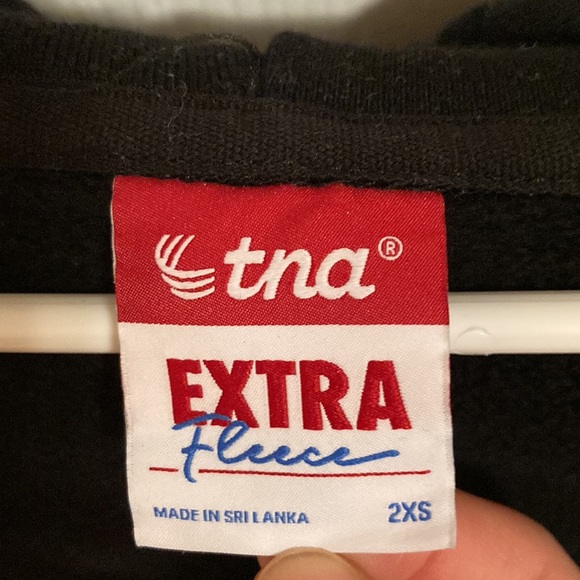 tna®
EXTRA
Fleece
MADE IN SRI LANKA 2XS